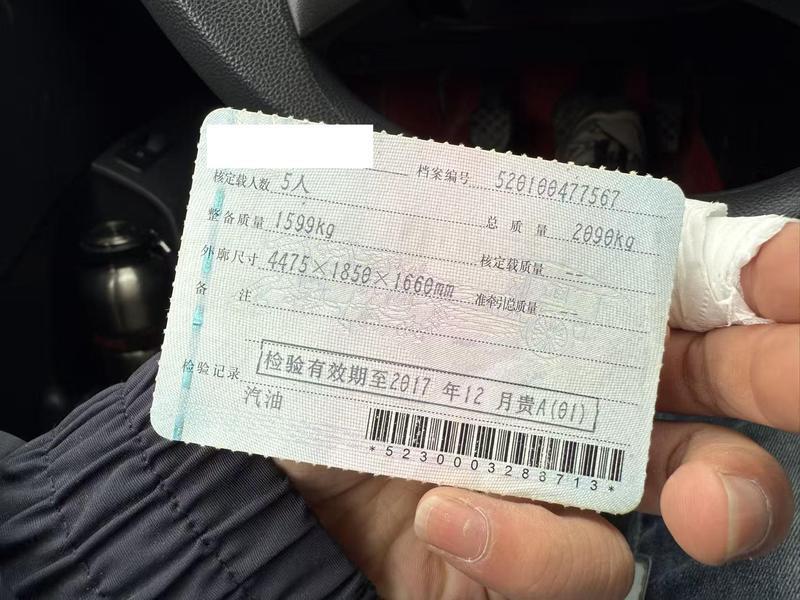 核定载人数 5人 档案编号 520100477567
整备质量 1599kg 总质量 2090kg
外廓尺寸 4475×1850×1660mm 核定载质量 --
备注 准牵引总质量 --
检验记录 检验有效期至2017年12月贵A(01)
汽油
*5230003283713*